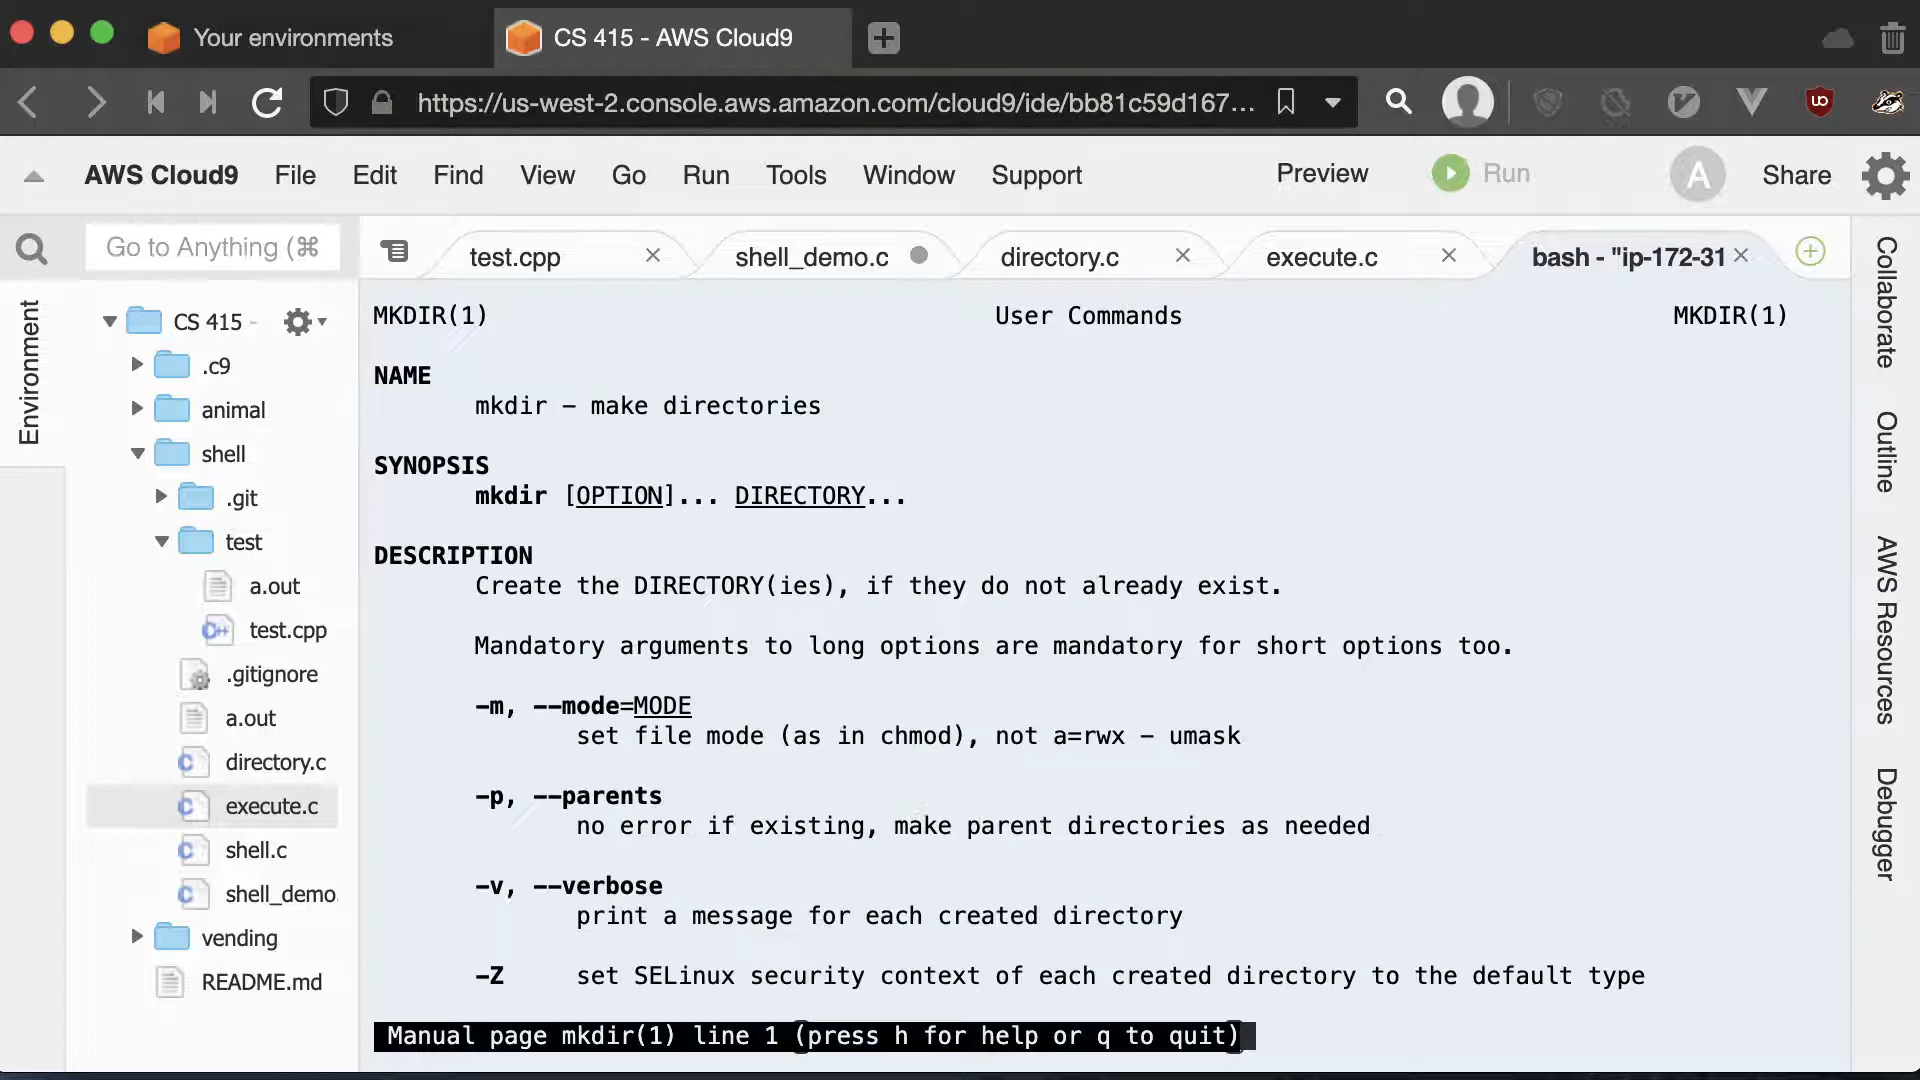 Your environments
CS 415 - AWS Cloud9
https://us-west-2.console.aws.amazon.com/cloud9/ide/bb81c59d167...
AWS Cloud9 File Edit Find View Go Run Tools Window Support Preview Run A Share
Go to Anything (⌘
test.cpp
shell_demo.c
directory.c
execute.c
bash - "ip-172-31
Environment
CS 415 -
.c9
animal
shell
.git
test
a.out
test.cpp
.gitignore
a.out
directory.c
execute.c
shell.c
shell_demo.
vending
README.md
MKDIR(1) User Commands MKDIR(1)
NAME
mkdir - make directories
SYNOPSIS
mkdir [OPTION]... DIRECTORY...
DESCRIPTION
Create the DIRECTORY(ies), if they do not already exist.
Mandatory arguments to long options are mandatory for short options too.
-m, --mode=MODE
set file mode (as in chmod), not a=rwx - umask
-p, --parents
no error if existing, make parent directories as needed
-v, --verbose
print a message for each created directory
-Z set SELinux security context of each created directory to the default type
Manual page mkdir(1) line 1 (press h for help or q to quit)
Collaborate
Outline
AWS Resources
Debugger